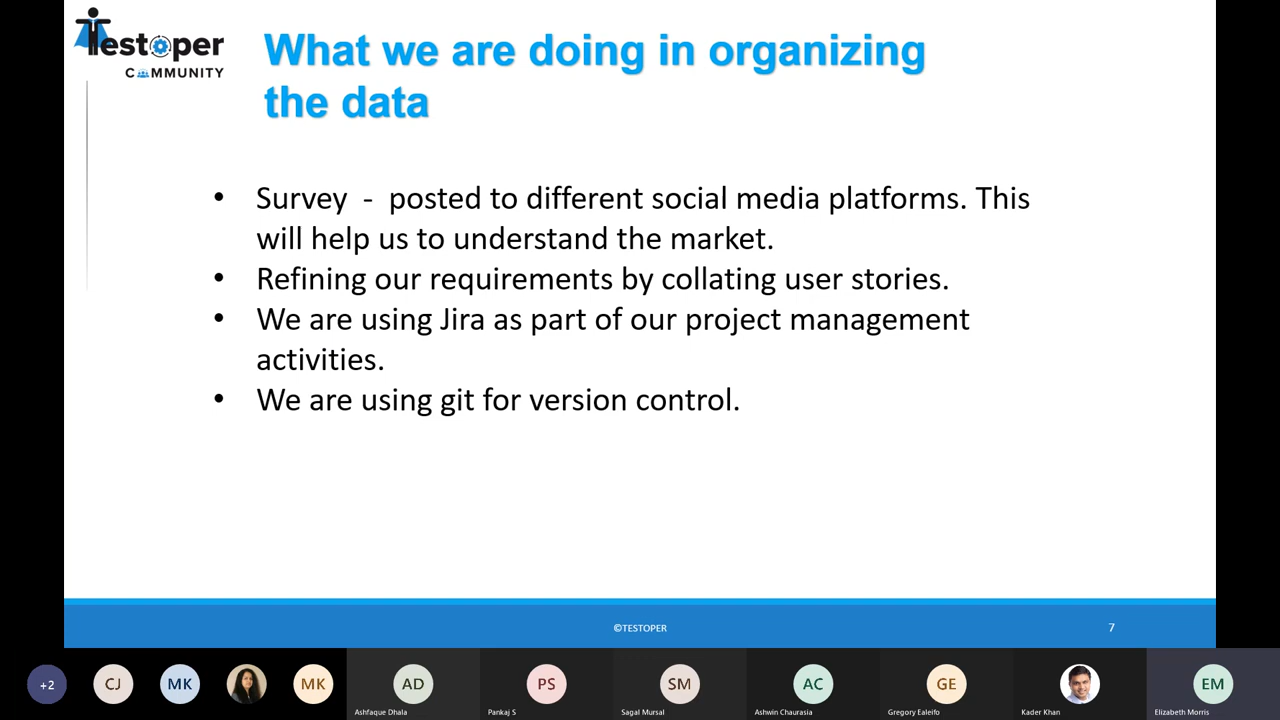 Testoper
COMMUNITY
What we are doing in organizing
the data
• Survey - posted to different social media platforms. This
will help us to understand the market.
• Refining our requirements by collating user stories.
• We are using Jira as part of our project management
activities.
• We are using git for version control.
©TESTOPER
7
+2
CJ
MK
MK
AD
PS
SM
AC
GE
EM
Ashfaque Dhala
Pankaj S
Sagal Mursal
Ashwin Chaurasia
Gregory Ealeifo
Kader Khan
Elizabeth Morris